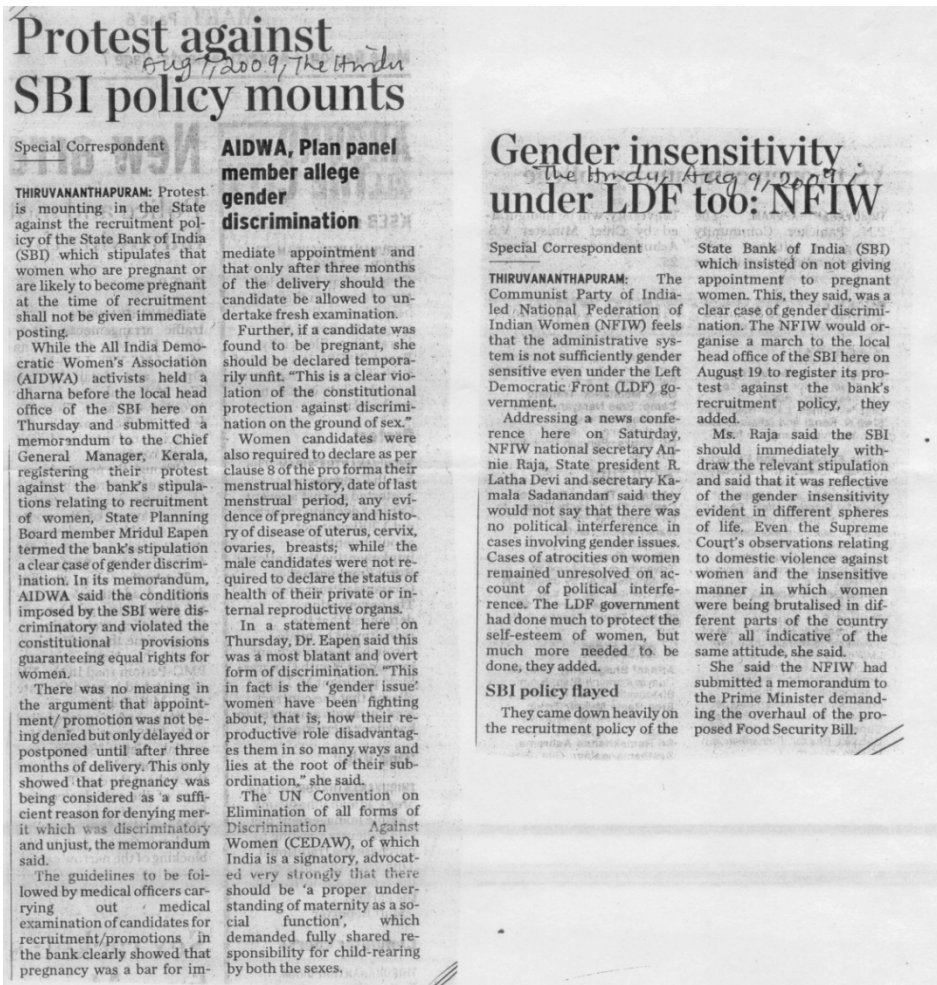 Protest against
Aug 7, 2009, The Hindu
SBI policy mounts
Special Correspondent
THIRUVANANTHAPURAM: Protest
is mounting in the State
against the recruitment pol-
icy of the State Bank of India
(SBI) which stipulates that
women who are pregnant or
are likely to become pregnant
at the time of recruitment
shall not be given immediate
posting.
While the All India Demo-
cratic Women's Association
(AIDWA) activists held a
dharna before the local head
office of the SBI here on
Thursday and submitted a
memorandum to the Chief
General Manager, Kerala,
registering their protest
against the bank's stipula-
tions relating to recruitment
of women, State Planning
Board member Mridul Eapen
termed the bank's stipulation
a clear case of gender discrim-
ination. In its memorandum,
AIDWA said the conditions
imposed by the SBI were dis-
criminatory and violated the
constitutional provisions
guaranteeing equal rights for
women.
There was no meaning in
the argument that appoint-
ment/ promotion was not be-
ing denied but only delayed or
postponed until after three
months of delivery. This only
showed that pregnancy was
being considered as a suffi-
cient reason for denying mer-
it which was discriminatory
and unjust, the memorandum
said.
The guidelines to be fol-
lowed by medical officers car-
rying out medical
examination of candidates for
recruitment/promotions in
the bank clearly showed that
pregnancy was a bar for im-
AIDWA, Plan panel
member allege
gender
discrimination
mediate appointment and
that only after three months
of the delivery should the
candidate be allowed to un-
dertake fresh examination.
Further, if a candidate was
found to be pregnant, she
should be declared tempora-
rily unfit. "This is a clear vio-
lation of the constitutional
protection against discrimi-
nation on the ground of sex."
Women candidates were
also required to declare as per
clause 8 of the pro forma their
menstrual history, date of last
menstrual period, any evi-
dence of pregnancy and histo-
ry of disease of uterus, cervix,
ovaries, breasts; while the
male candidates were not re-
quired to declare the status of
health of their private or in-
ternal reproductive organs.
In a statement here on
Thursday, Dr. Eapen said this
was a most blatant and overt
form of discrimination. "This
in fact is the 'gender issue'
women have been fighting
about, that is, how their re-
productive role disadvantag-
es them in so many ways and
lies at the root of their sub-
ordination," she said.
The UN Convention on
Elimination of all forms of
Discrimination Against
Women (CEDAW), of which
India is a signatory, advocat-
ed very strongly that there
should be 'a proper under-
standing of maternity as a so-
cial function', which
demanded fully shared re-
sponsibility for child-rearing
by both the sexes.
Gender insensitivity
The Hindu, Aug 9, 2009
under LDF too: NFIW
Special Correspondent
THIRUVANANTHAPURAM: The
Communist Party of India-
led National Federation of
Indian Women (NFIW) feels
that the administrative sys-
tem is not sufficiently gender
sensitive even under the Left
Democratic Front (LDF) go-
vernment.
Addressing a news confe-
rence here on Saturday,
NFIW national secretary An-
nie Raja, State president R.
Latha Devi and secretary Ka-
mala Sadanandan said they
would not say that there was
no political interference in
cases involving gender issues.
Cases of atrocities on women
remained unresolved on ac-
count of political interfe-
rence. The LDF government
had done much to protect the
self-esteem of women, but
much more needed to be
done, they added.
SBI policy flayed
They came down heavily on
the recruitment policy of the
State Bank of India (SBI)
which insisted on not giving
appointment to pregnant
women. This, they said, was a
clear case of gender discrimi-
nation. The NFIW would or-
ganise a march to the local
head office of the SBI here on
August 19 to register its pro-
test against the bank's
recruitment policy, they
added.
Ms. Raja said the SBI
should immediately with-
draw the relevant stipulation
and said that it was reflective
of the gender insensitivity
evident in different spheres
of life. Even the Supreme
Court's observations relating
to domestic violence against
women and the insensitive
manner in which women
were being brutalised in dif-
ferent parts of the country
were all indicative of the
same attitude, she said.
She said the NFIW had
submitted a memorandum to
the Prime Minister demand-
ing the overhaul of the pro-
posed Food Security Bill.